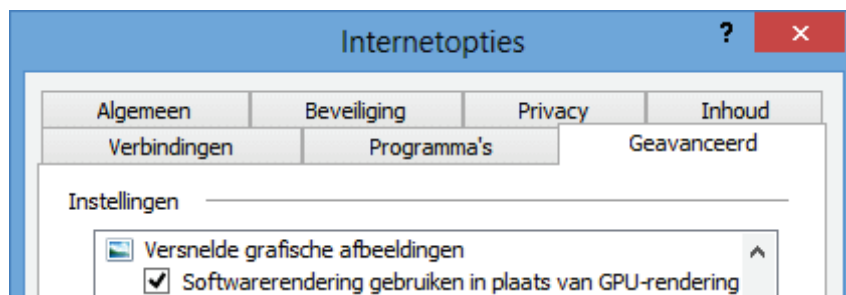 Internetopties ? ×
Algemeen Beveiliging Privacy Inhoud
Verbindingen Programma's Geavanceerd
Instellingen
Versnelde grafische afbeeldingen
Softwarerendering gebruiken in plaats van GPU-rendering